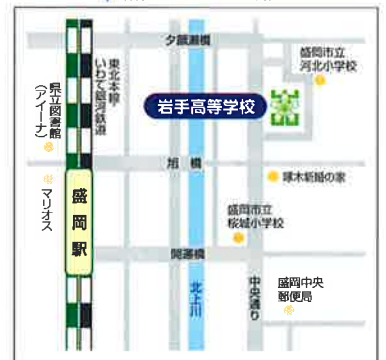 夕顔瀬橋
盛岡市立
河北小学校
東北本線・
いわて銀河鉄道
県立図書館
(アイーナ)
岩手高等学校
旭橋
啄木新婚の家
マリオス
盛岡駅
盛岡市立
桜城小学校
開運橋
北上川
中央通り
盛岡中央
郵便局